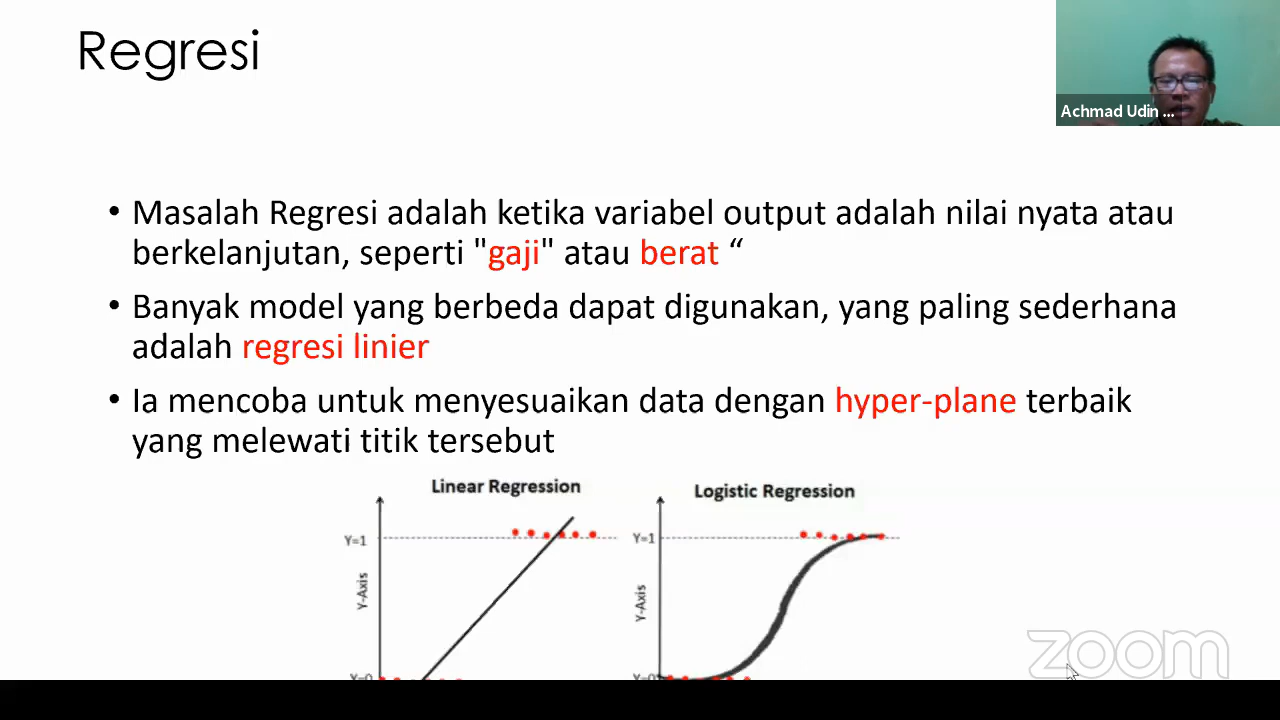 Regresi
Achmad Udin ...
• Masalah Regresi adalah ketika variabel output adalah nilai nyata atau
berkelanjutan, seperti "gaji" atau berat “
• Banyak model yang berbeda dapat digunakan, yang paling sederhana
adalah regresi linier
• Ia mencoba untuk menyesuaikan data dengan hyper-plane terbaik
yang melewati titik tersebut
Linear Regression
Y=1
Y-Axis
Y=0
Logistic Regression
Y=1
Y-Axis
Y=0
zoom